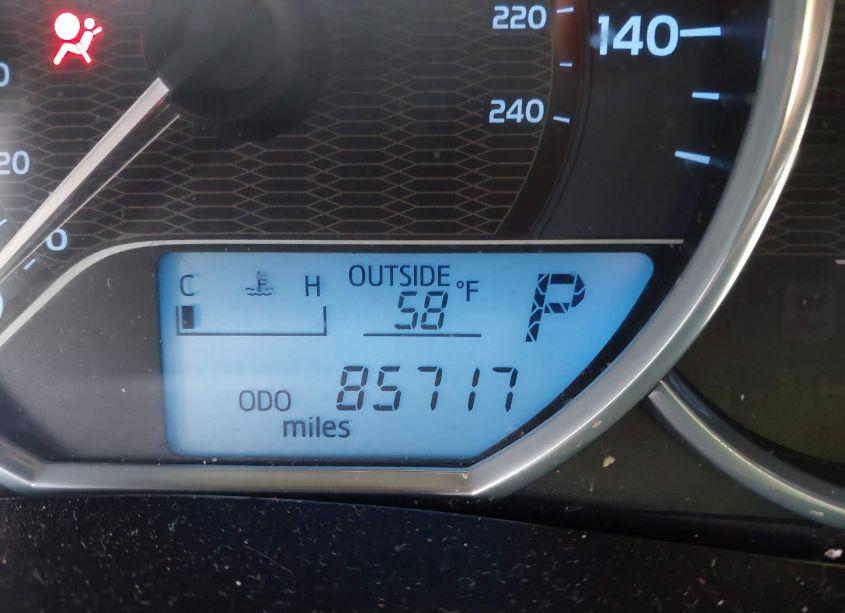 220
140
240
20
0
C H OUTSIDE °F
58
P
ODO 85717
miles